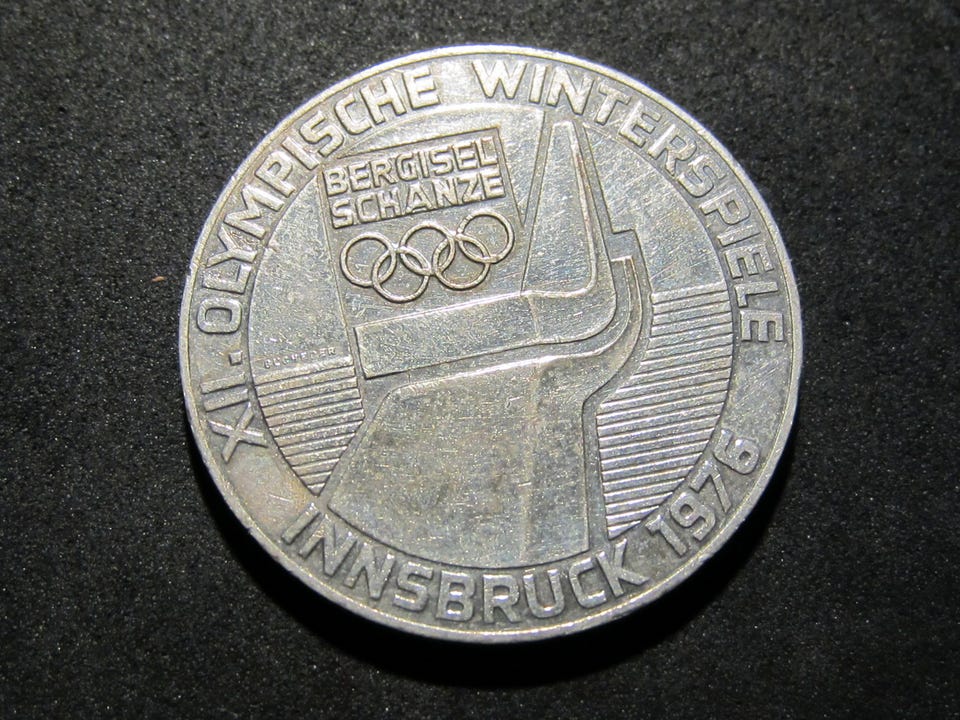 XII. OLYMPISCHE WINTERSPIELE
BERGISEL
SCHANZE
INNSBRUCK 1976